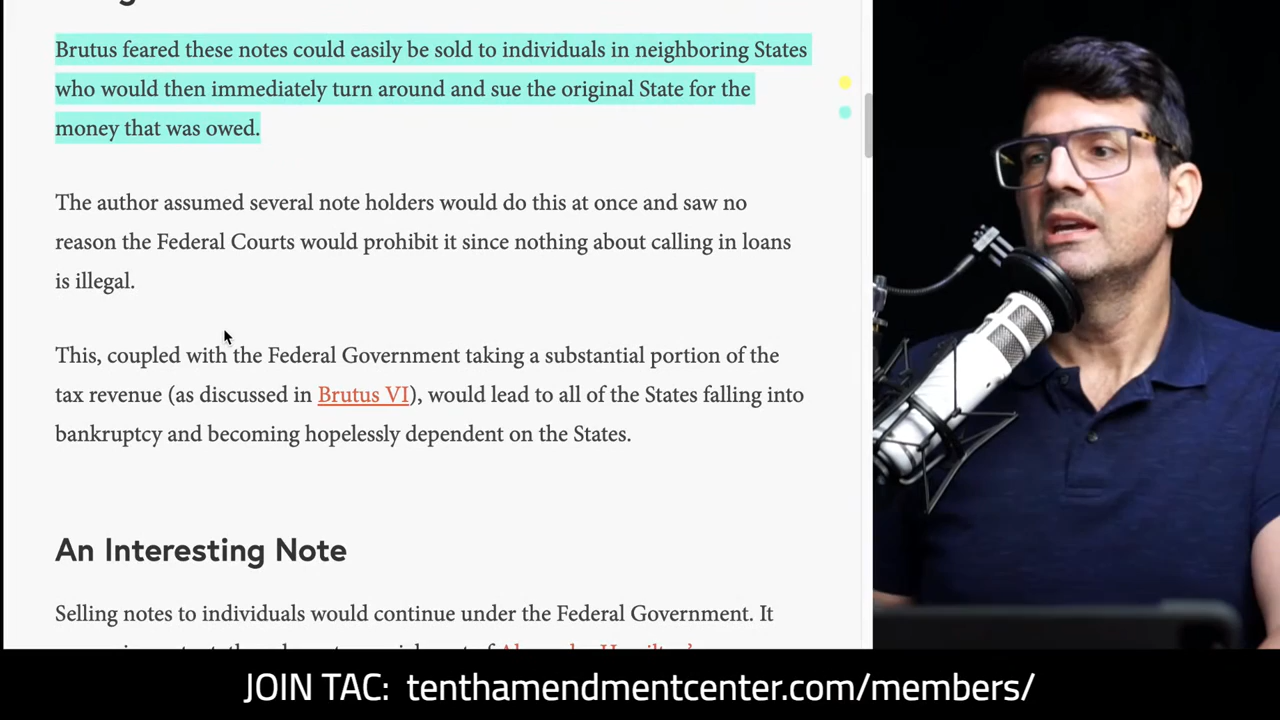 Brutus feared these notes could easily be sold to individuals in neighboring States
who would then immediately turn around and sue the original State for the
money that was owed.
The author assumed several note holders would do this at once and saw no
reason the Federal Courts would prohibit it since nothing about calling in loans
is illegal.
This, coupled with the Federal Government taking a substantial portion of the
tax revenue (as discussed in Brutus VI), would lead to all of the States falling into
bankruptcy and becoming hopelessly dependent on the States.
An Interesting Note
Selling notes to individuals would continue under the Federal Government. It
JOIN TAC: tenthamendmentcenter.com/members/